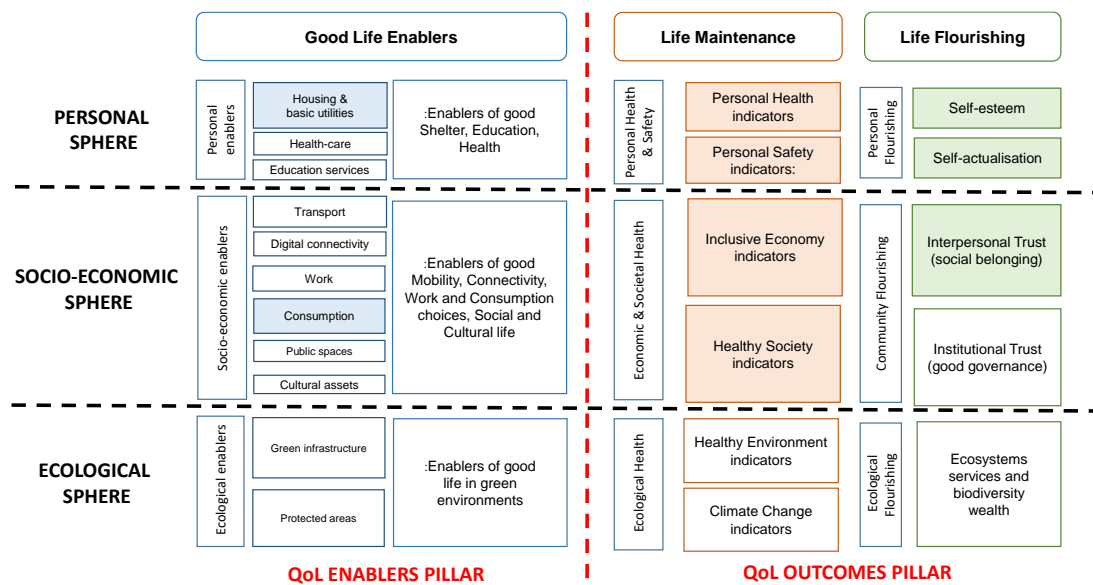 Good Life Enablers
Life Maintenance
Life Flourishing
PERSONAL
SPHERE
Personal
enablers
Housing &
basic utilities
Health-care
Education services
:Enablers of good
Shelter, Education,
Health
Personal Health
& Safety
Personal Health
indicators
Personal Safety
indicators:
Personal
Flourishing
Self-esteem
Self-actualisation
SOCIO-ECONOMIC
SPHERE
Socio-economic enablers
Transport
Digital connectivity
Work
Consumption
Public spaces
Cultural assets
:Enablers of good
Mobility, Connectivity,
Work and Consumption
choices, Social and
Cultural life
Economic & Societal Health
Inclusive Economy
indicators
Healthy Society
indicators
Community Flourishing
Interpersonal Trust
(social belonging)
Institutional Trust
(good governance)
ECOLOGICAL
SPHERE
Ecological enablers
Green infrastructure
Protected areas
:Enablers of good
life in green
environments
Ecological Health
Healthy Environment
indicators
Climate Change
indicators
Ecological
Flourishing
Ecosystems
services and
biodiversity
wealth
QoL ENABLERS PILLAR
QoL OUTCOMES PILLAR